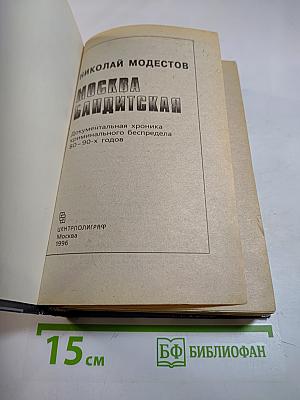 НИКОЛАЙ МОДЕСТОВ
МОСКВА
БАНДИТСКАЯ
Документальная хроника
криминального беспредела
80–90-х годов
ЦЕНТРПОЛИГРАФ
Москва
1996
15 см
БФ БИБЛИОФАН